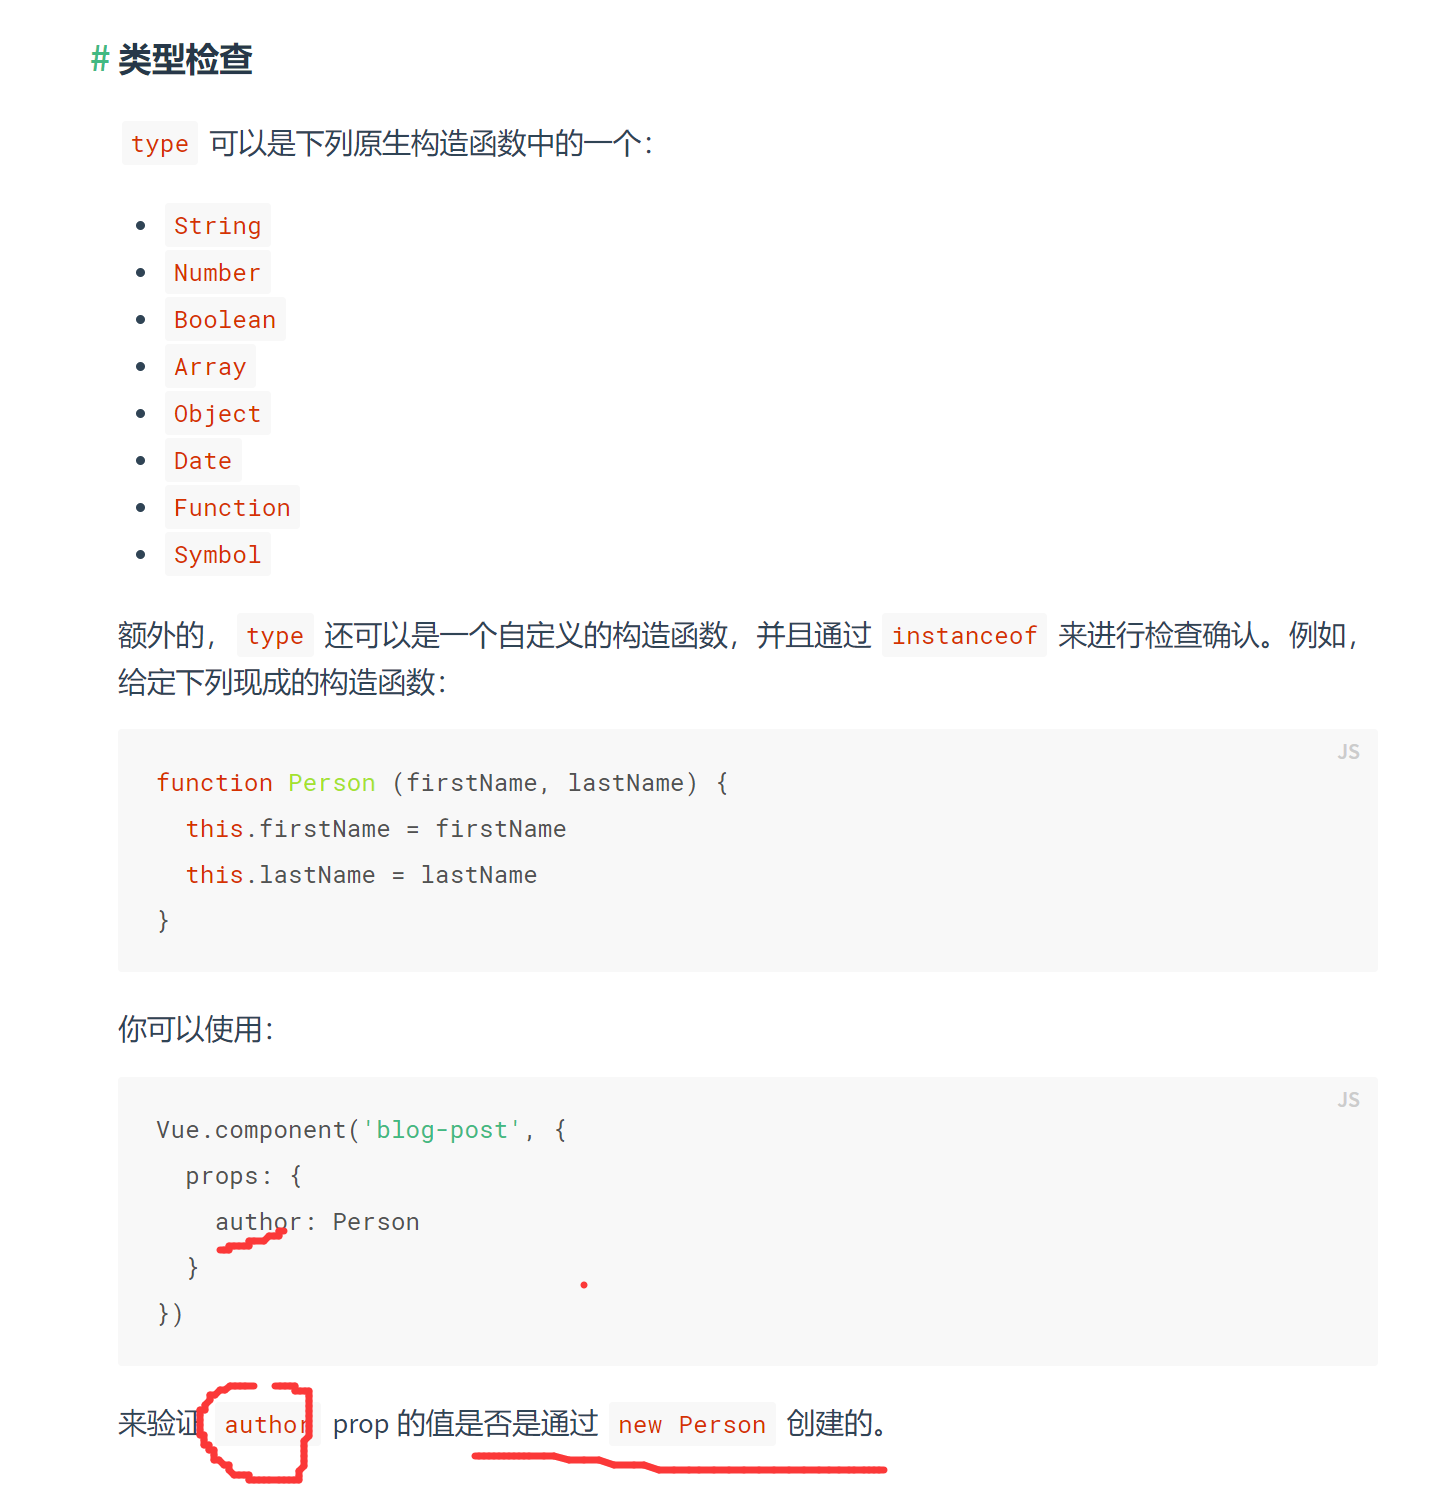 # 类型检查
type 可以是下列原生构造函数中的一个：
String
Number
Boolean
Array
Object
Date
Function
Symbol
额外的，type 还可以是一个自定义的构造函数，并且通过 instanceof 来进行检查确认。例如，
给定下列现成的构造函数：
JS
function Person (firstName, lastName) {
  this.firstName = firstName
  this.lastName = lastName
}
你可以使用：
JS
Vue.component('blog-post', {
  props: {
    author: Person
  }
})
来验证 author prop 的值是否是通过 new Person 创建的。